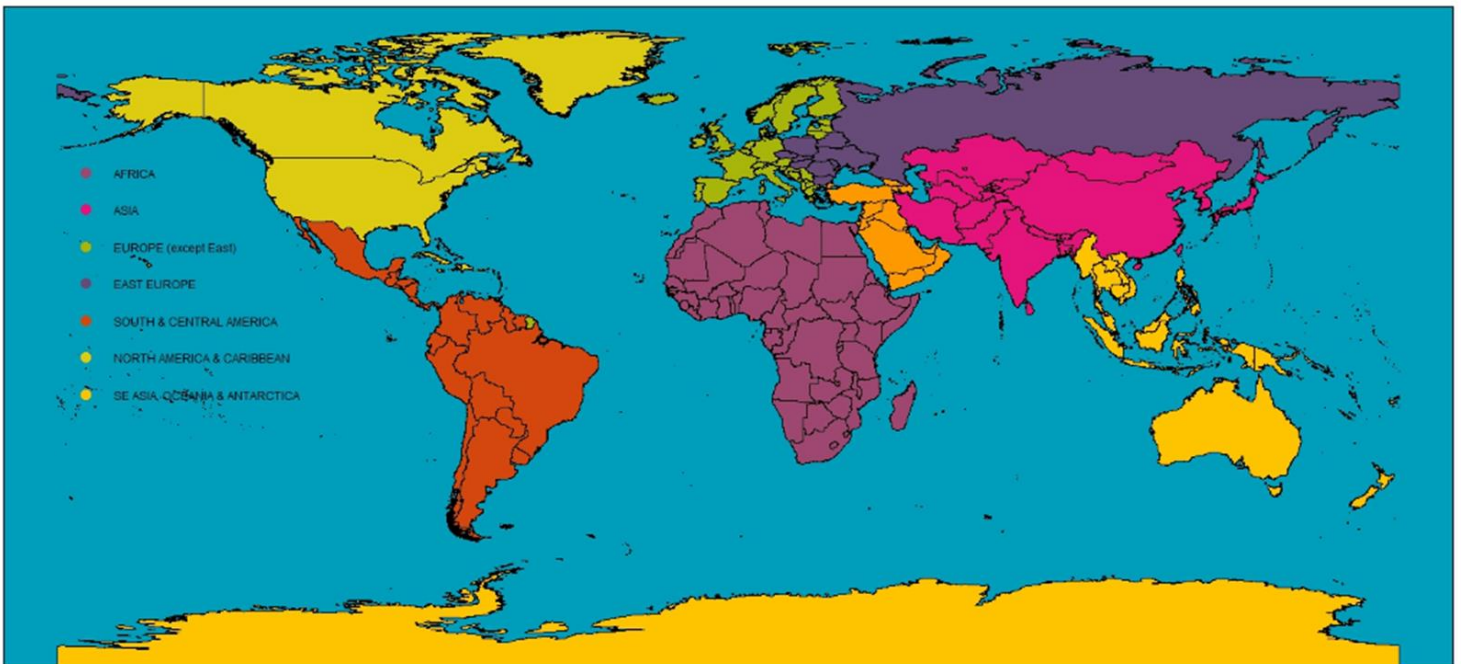 AFRICA
ASIA
EUROPE (except East)
EAST EUROPE
SOUTH & CENTRAL AMERICA
NORTH AMERICA & CARIBBEAN
SE ASIA, OCEANIA & ANTARCTICA